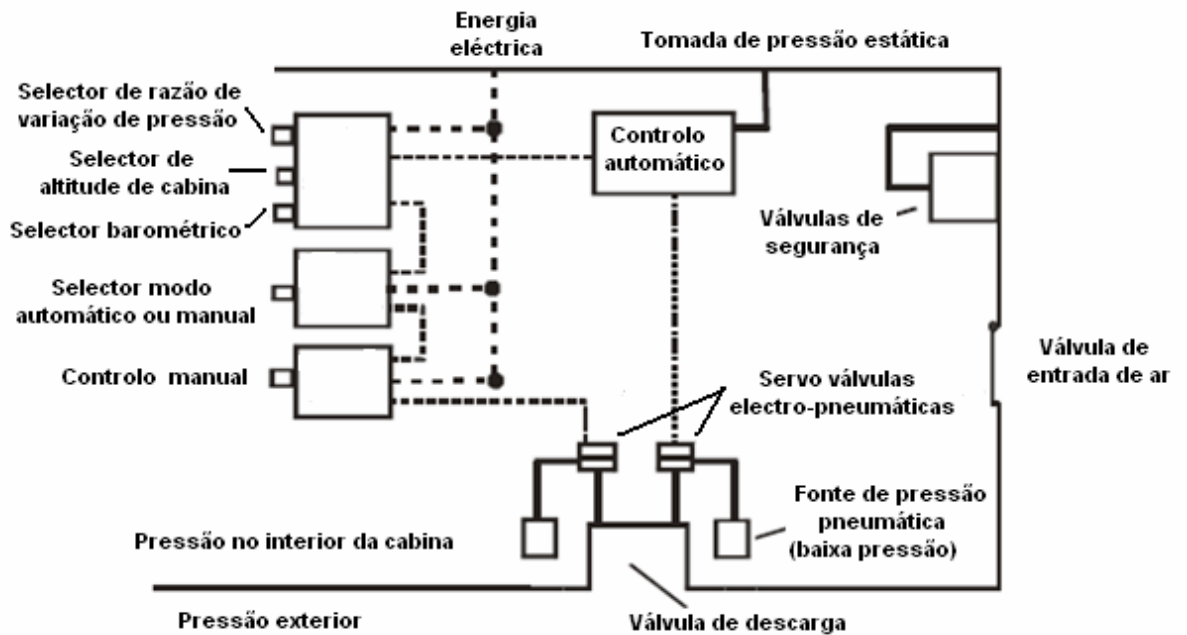 Energia
eléctrica
Tomada de pressão estática
Selector de razão de
variação de pressão
Selector de
altitude de cabina
Selector barométrico
Controlo
automático
Válvulas de
segurança
Selector modo
automático ou manual
Controlo manual
Válvula de
entrada de ar
Servo válvulas
electro-pneumáticas
Fonte de pressão
pneumática
(baixa pressão)
Pressão no interior da cabina
Pressão exterior
Válvula de descarga